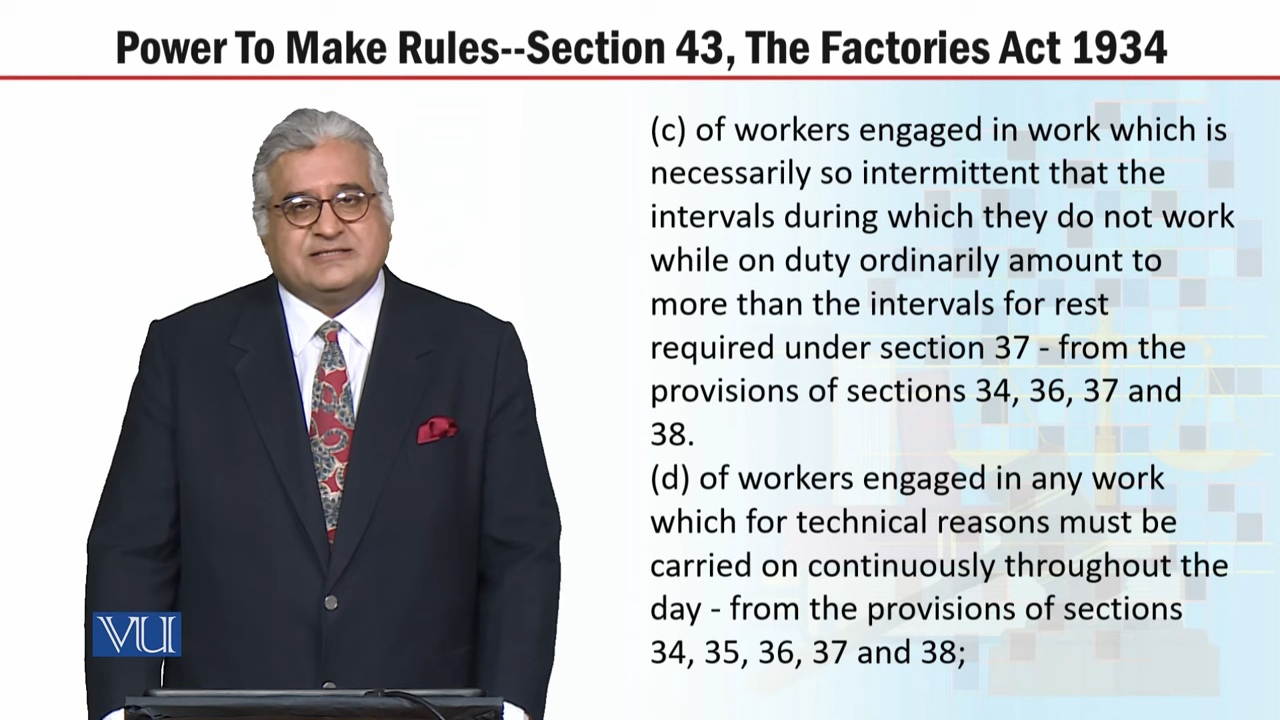 Power To Make Rules--Section 43, The Factories Act 1934
(c) of workers engaged in work which is
necessarily so intermittent that the
intervals during which they do not work
while on duty ordinarily amount to
more than the intervals for rest
required under section 37 - from the
provisions of sections 34, 36, 37 and
38.
(d) of workers engaged in any work
which for technical reasons must be
carried on continuously throughout the
day - from the provisions of sections
34, 35, 36, 37 and 38;
VU